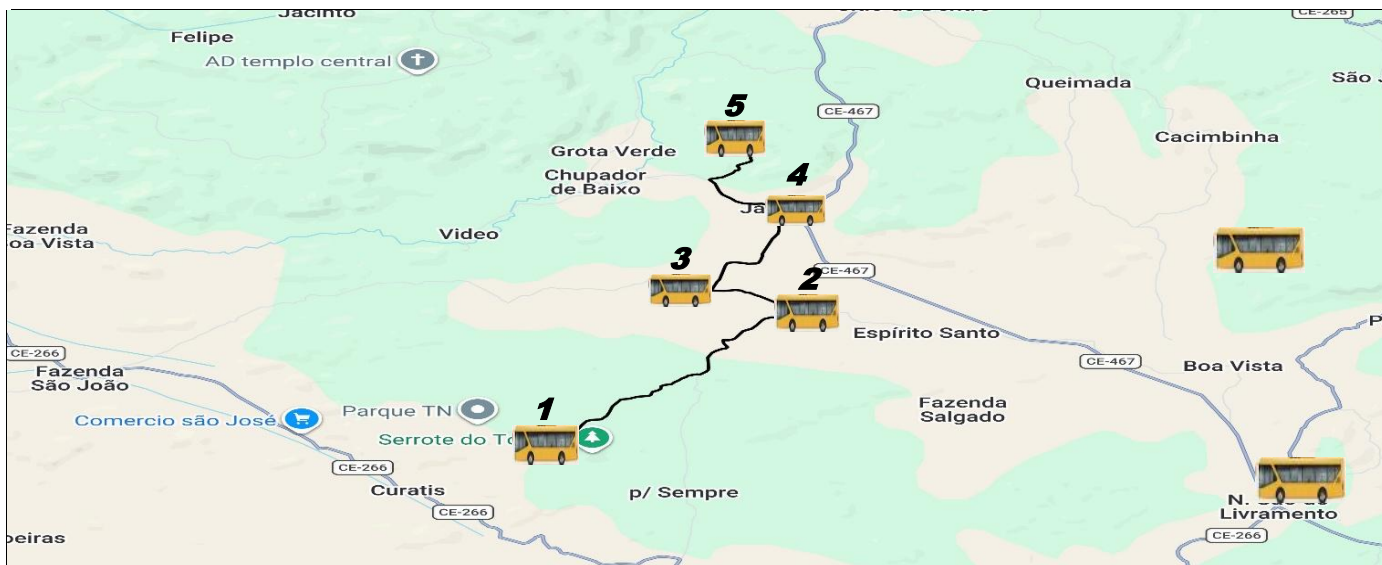 Jacinto
Felipe
AD templo central
CE-265
Queimada
São J
CE-467
Cacimbinha
5
Grota Verde
Chupador
de Baixo
4
Ja
Fazenda
oa Vista
Video
3
CE-467
2
Espírito Santo
CE-266
CE-467
Boa Vista
P
Fazenda
São João
Fazenda
Salgado
Parque TN
Comercio são José
1
Serrote do To
CE-266
Curatis
p/ Sempre
CE-266
N.
Livramento
CE-266
oeiras